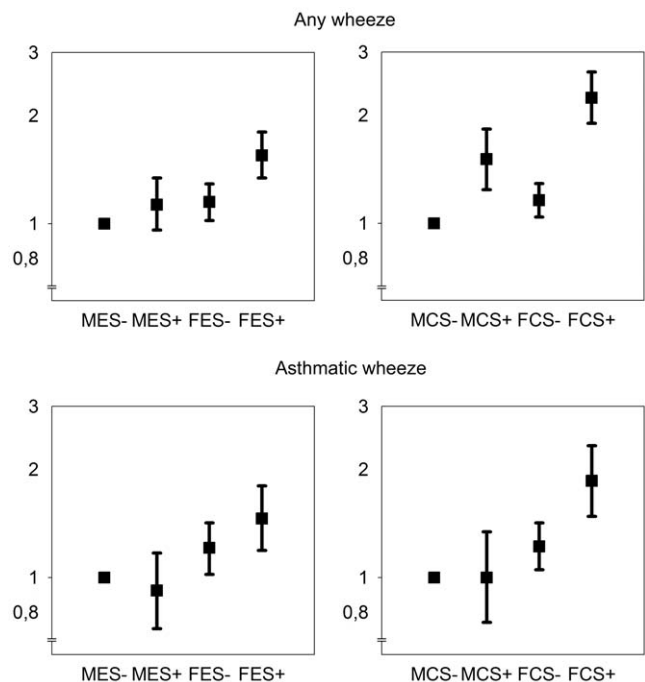 Any wheeze
3
2
1
0,8
MES- MES+ FES- FES+
3
2
1
0,8
MCS- MCS+ FCS- FCS+
Asthmatic wheeze
3
2
1
0,8
MES- MES+ FES- FES+
3
2
1
0,8
MCS- MCS+ FCS- FCS+